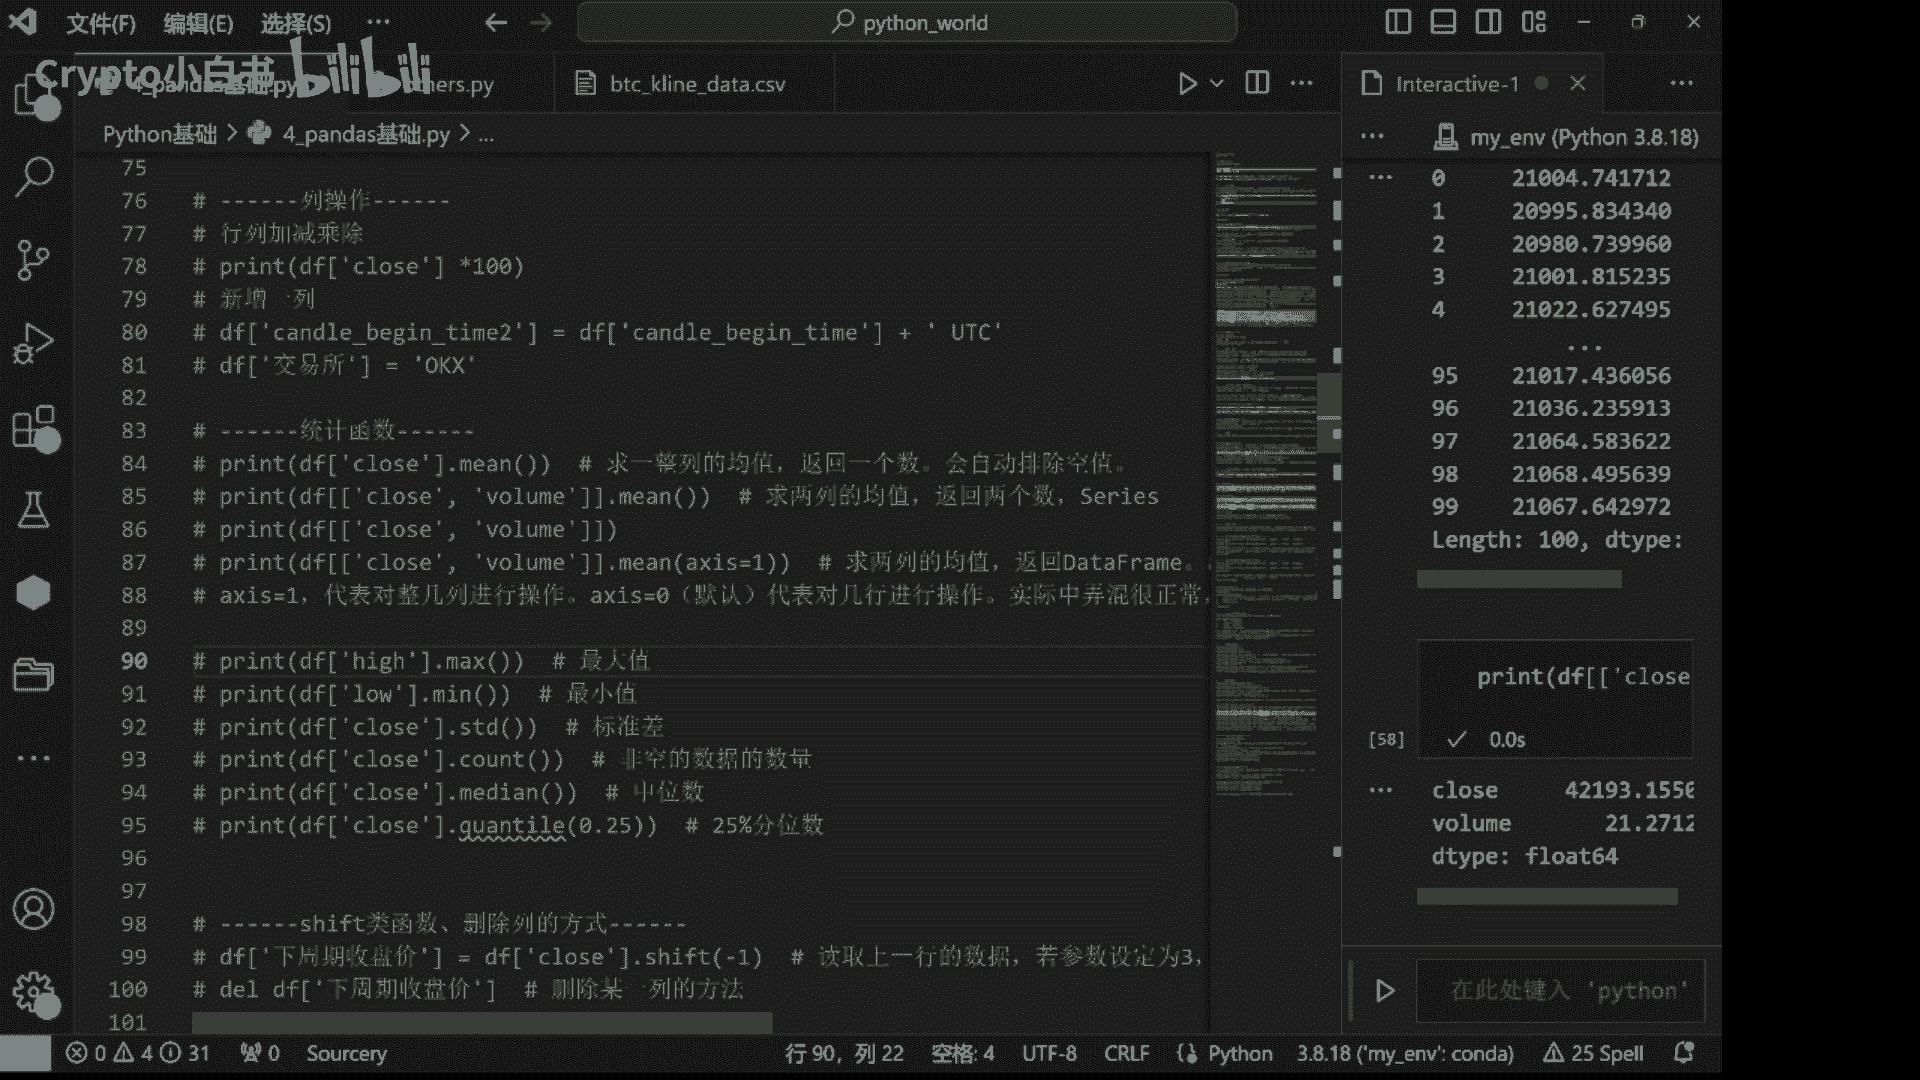 文件(F) 编辑(E) 选择(S) ··· python_world
Crypto小白书 bilibili
4_pandas基础.py btc_kline_data.csv Interactive-1
Python基础 > 4_pandas基础.py > ...
my_env (Python 3.8.18)
75
76 # ------列操作------
77 # 行列加减乘除
78 # print(df['close'] *100)
79 # 新增一列
80 # df['candle_begin_time2'] = df['candle_begin_time'] + ' UTC'
81 # df['交易所'] = 'OKX'
82
83 # ------统计函数------
84 # print(df['close'].mean())  # 求一整列的均值，返回一个数。会自动排除空值。
85 # print(df[['close', 'volume']].mean())  # 求两列的均值，返回两个数，Series
86 # print(df[['close', 'volume']])
87 # print(df[['close', 'volume']].mean(axis=1))  # 求两列的均值，返回DataFrame。
88 # axis=1，代表对整几列进行操作。axis=0（默认）代表对几行进行操作。实际中弄混很正常，
89
90 # print(df['high'].max())  # 最大值
91 # print(df['low'].min())  # 最小值
92 # print(df['close'].std())  # 标准差
93 # print(df['close'].count())  # 非空的数据的数量
94 # print(df['close'].median())  # 中位数
95 # print(df['close'].quantile(0.25))  # 25%分位数
96
97
98 # ------shift类函数、删除列的方式------
99 # df['下周期收盘价'] = df['close'].shift(-1)  # 读取上一行的数据，若参数设定为3，
100 # del df['下周期收盘价']  # 删除某一列的方法
101
0 21004.741712
1 20995.834340
2 20980.739960
3 21001.815235
4 21022.627495
...
95 21017.436056
96 21036.235913
97 21064.583622
98 21068.495639
99 21067.642972
Length: 100, dtype:
print(df[['close
[58] ✓ 0.0s
close 42193.1550
volume 21.2712
dtype: float64
在此处键入 'python'
0 4 31 0 Sourcery 行 90，列 22 空格: 4 UTF-8 CRLF Python 3.8.18 ('my_env': conda) 25 Spell